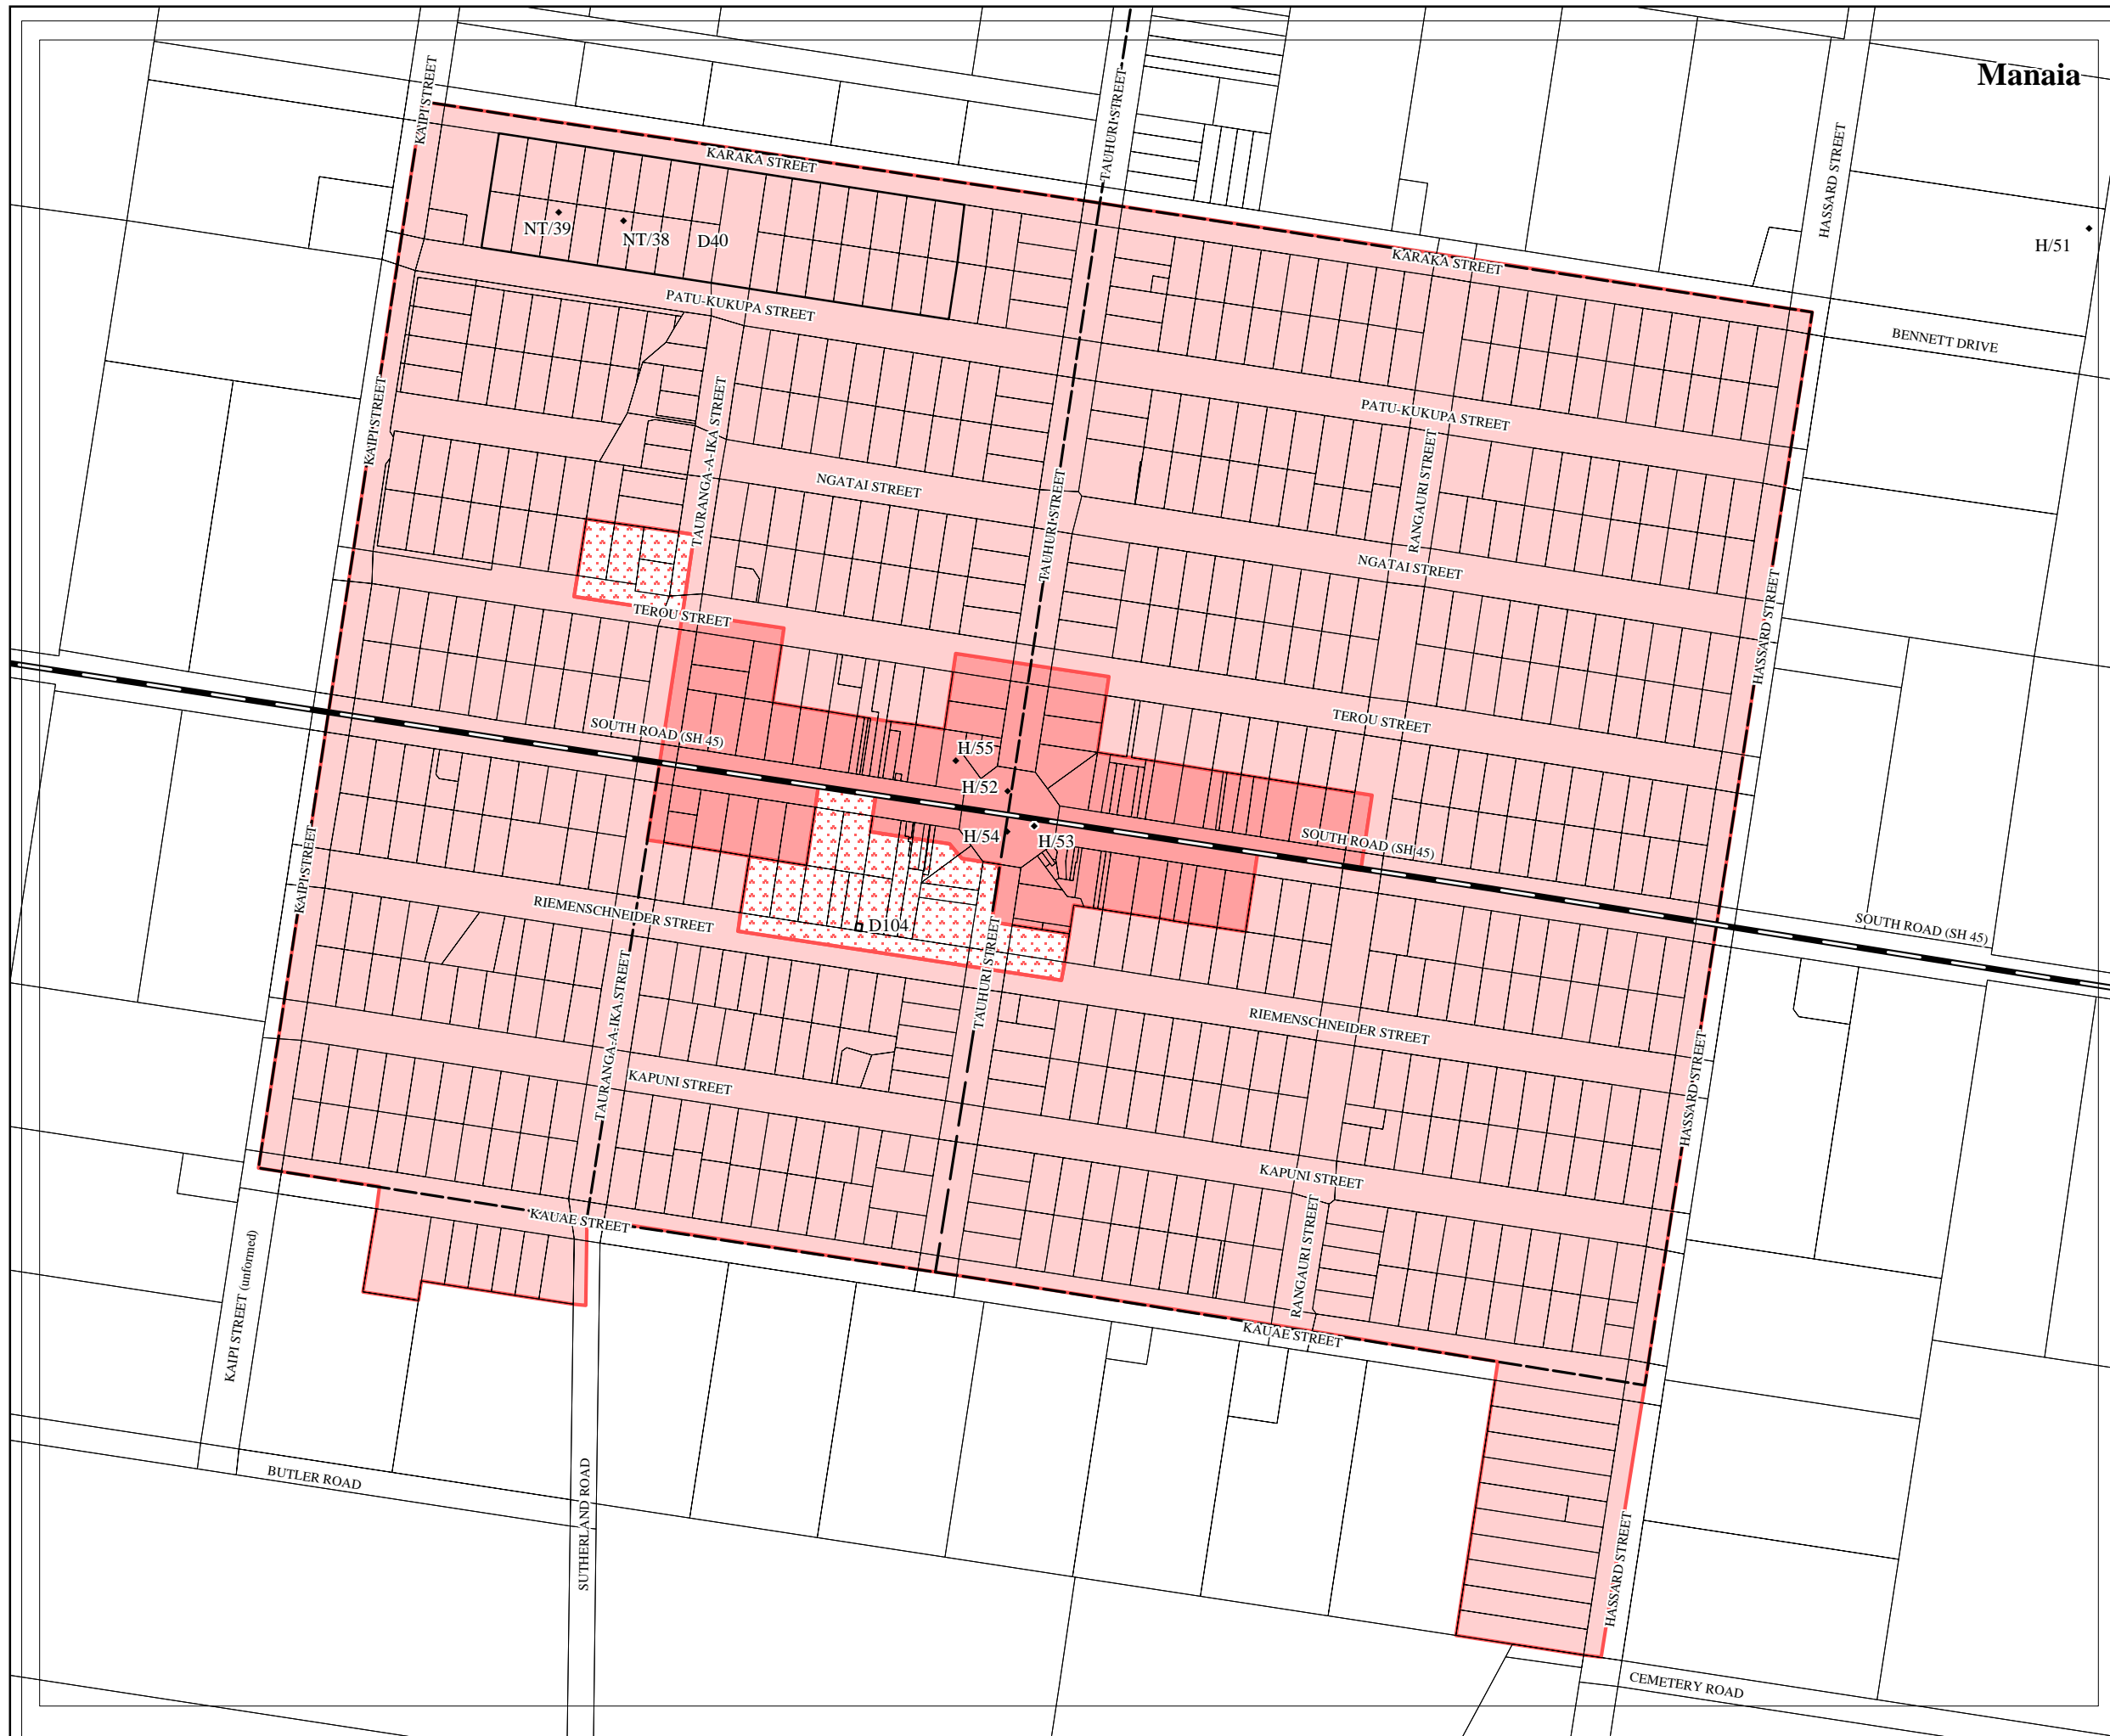 Manaia
KAIPI STREET
TAUHURI STREET
HASSARD STREET
KARAKA STREET
NT/39
NT/38
D40
H/51
KARAKA STREET
PATU-KUKUPA STREET
BENNETT DRIVE
KAIPI STREET
TAURANGA-A-IKA STREET
PATU-KUKUPA STREET
RANGAURI STREET
NGATAI STREET
TAUHURI STREET
NGATAI STREET
HASSARD STREET
TEROU STREET
TEROU STREET
SOUTH ROAD (SH 45)
H/55
H/52
H/54
H/53
SOUTH ROAD (SH 45)
KAIPI STREET
RIEMENSCHNEIDER STREET
D104
SOUTH ROAD (SH 45)
TAUHURI STREET
TAURANGA-A-IKA STREET
RIEMENSCHNEIDER STREET
HASSARD STREET
KAPUNI STREET
KAPUNI STREET
KAUAE STREET
RANGAURI STREET
KAIPI STREET (unformed)
KAUAE STREET
BUTLER ROAD
SUTHERLAND ROAD
HASSARD STREET
CEMETERY ROAD